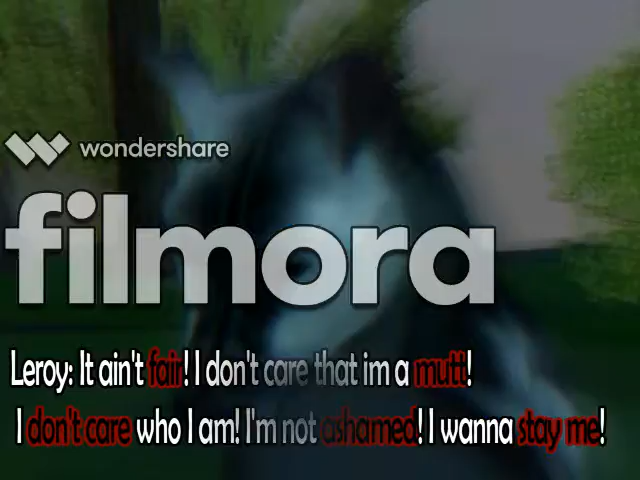 wondershare
filmora
Leroy: It ain't fair! I don't care that im a mutt!
I don't care who I am! I'm not ashamed! I wanna stay me!